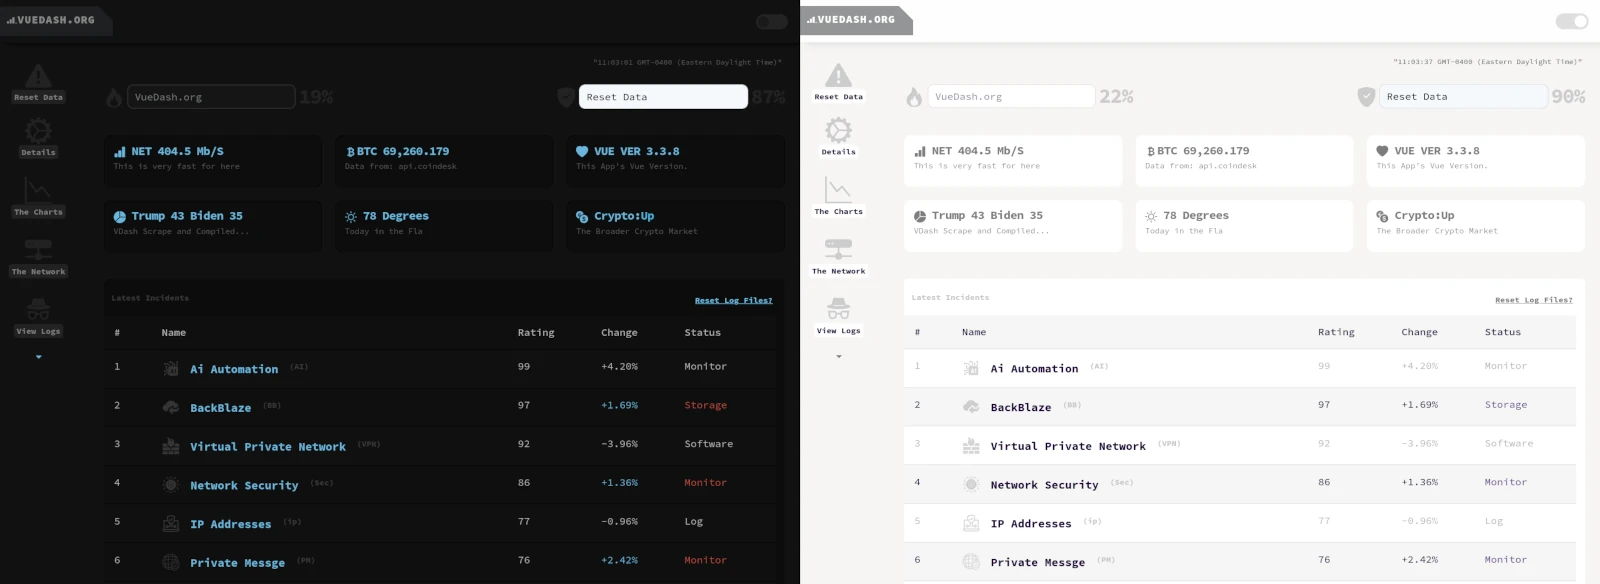 VUEDASH.ORG
"11:03:01 GMT-0400 (Eastern Daylight Time)"
Reset Data
Details
The Charts
The Network
View Logs
VueDash.org
19%
Reset Data
87%
NET 404.5 Mb/S
This is very fast for here
BTC 69,260.179
Data from: api.coindesk
VUE VER 3.3.8
This App's Vue Version.
Trump 43 Biden 35
VDash Scrape and Compiled...
78 Degrees
Today in the Fla
Crypto:Up
The Broader Crypto Market
Latest Incidents
Reset Log Files?
# Name Rating Change Status
1 Ai Automation (AI) 99 +4.20% Monitor
2 BackBlaze (BB) 97 +1.69% Storage
3 Virtual Private Network (VPN) 92 -3.96% Software
4 Network Security (Sec) 86 +1.36% Monitor
5 IP Addresses (ip) 77 -0.96% Log
6 Private Messge (PM) 76 +2.42% Monitor
VUEDASH.ORG
"11:03:37 GMT-0400 (Eastern Daylight Time)"
Reset Data
Details
The Charts
The Network
View Logs
VueDash.org
22%
Reset Data
90%
NET 404.5 Mb/S
This is very fast for here
BTC 69,260.179
Data from: api.coindesk
VUE VER 3.3.8
This App's Vue Version.
Trump 43 Biden 35
VDash Scrape and Compiled...
78 Degrees
Today in the Fla
Crypto:Up
The Broader Crypto Market
Latest Incidents
Reset Log Files?
# Name Rating Change Status
1 Ai Automation (AI) 99 +4.20% Monitor
2 BackBlaze (BB) 97 +1.69% Storage
3 Virtual Private Network (VPN) 92 -3.96% Software
4 Network Security (Sec) 86 +1.36% Monitor
5 IP Addresses (ip) 77 -0.96% Log
6 Private Messge (PM) 76 +2.42% Monitor